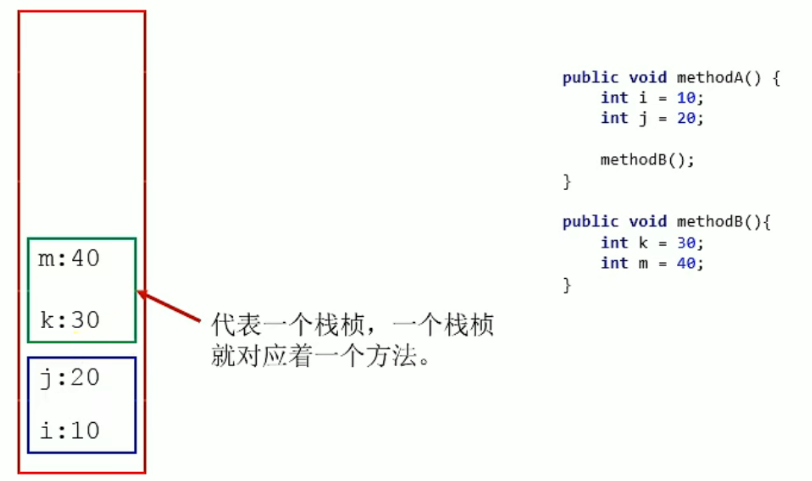 m:40
k:30
j:20
i:10
代表一个栈桢，一个栈桢
就对应着一个方法。
public void methodA() {
    int i = 10;
    int j = 20;
    methodB();
}
public void methodB(){
    int k = 30;
    int m = 40;
}